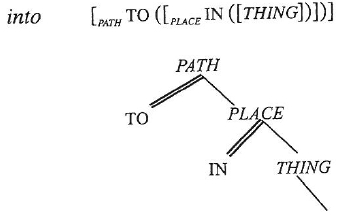 into [PATH TO ([PLACE IN ([THING])])]
PATH
TO PLACE
IN THING